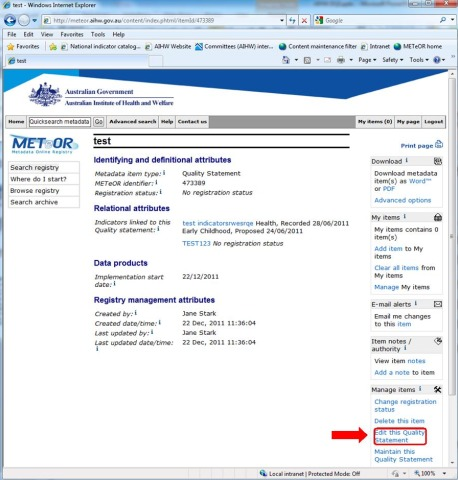 test - Windows Internet Explorer
http://meteor.aihw.gov.au/content/index.phtml/itemId/473389
Google
File Edit View Favorites Tools Help
Favorites National indicator catalog... AIHW Website Committees (AIHW) inter... Content maintenance filter Intranet METeOR home
test
Page Safety Tools
Australian Government
Australian Institute of Health and Welfare
Home Quicksearch metadata Go Advanced search Help Contact us My items (0) My page Logout
METeOR
Metadata Online Registry
Search registry
Where do I start?
Browse registry
Search archive
test
Print page
Identifying and definitional attributes
Metadata item type: i Quality Statement
METeOR identifier: i 473389
Registration status: i No registration status
Relational attributes
Indicators linked to this test indicatorsrwesrqe Health, Recorded 28/06/2011
Quality statement: i Early Childhood, Proposed 24/06/2011
TEST123 No registration status
Data products
Implementation start 22/12/2011
date: i
Registry management attributes
Created by: i Jane Stark
Created date/time: i 22 Dec, 2011 11:36:04
Last updated by: i Jane Stark
Last updated date/time: 22 Dec, 2011 11:36:04
i
Download i
Download metadata
item(s) as Word™
or PDF
Advanced options
My items i
My items contains 0
item(s)
Add item to My
items
Clear all items from
My items
Manage My items
E-mail alerts i
Email me changes
to this item
Item notes /
authority i
View item notes
Add a note to item
Manage items i
Change registration
status
Delete this item
Edit this Quality
Statement
Maintain this
Quality Statement
Local intranet | Protected Mode: Off 100%